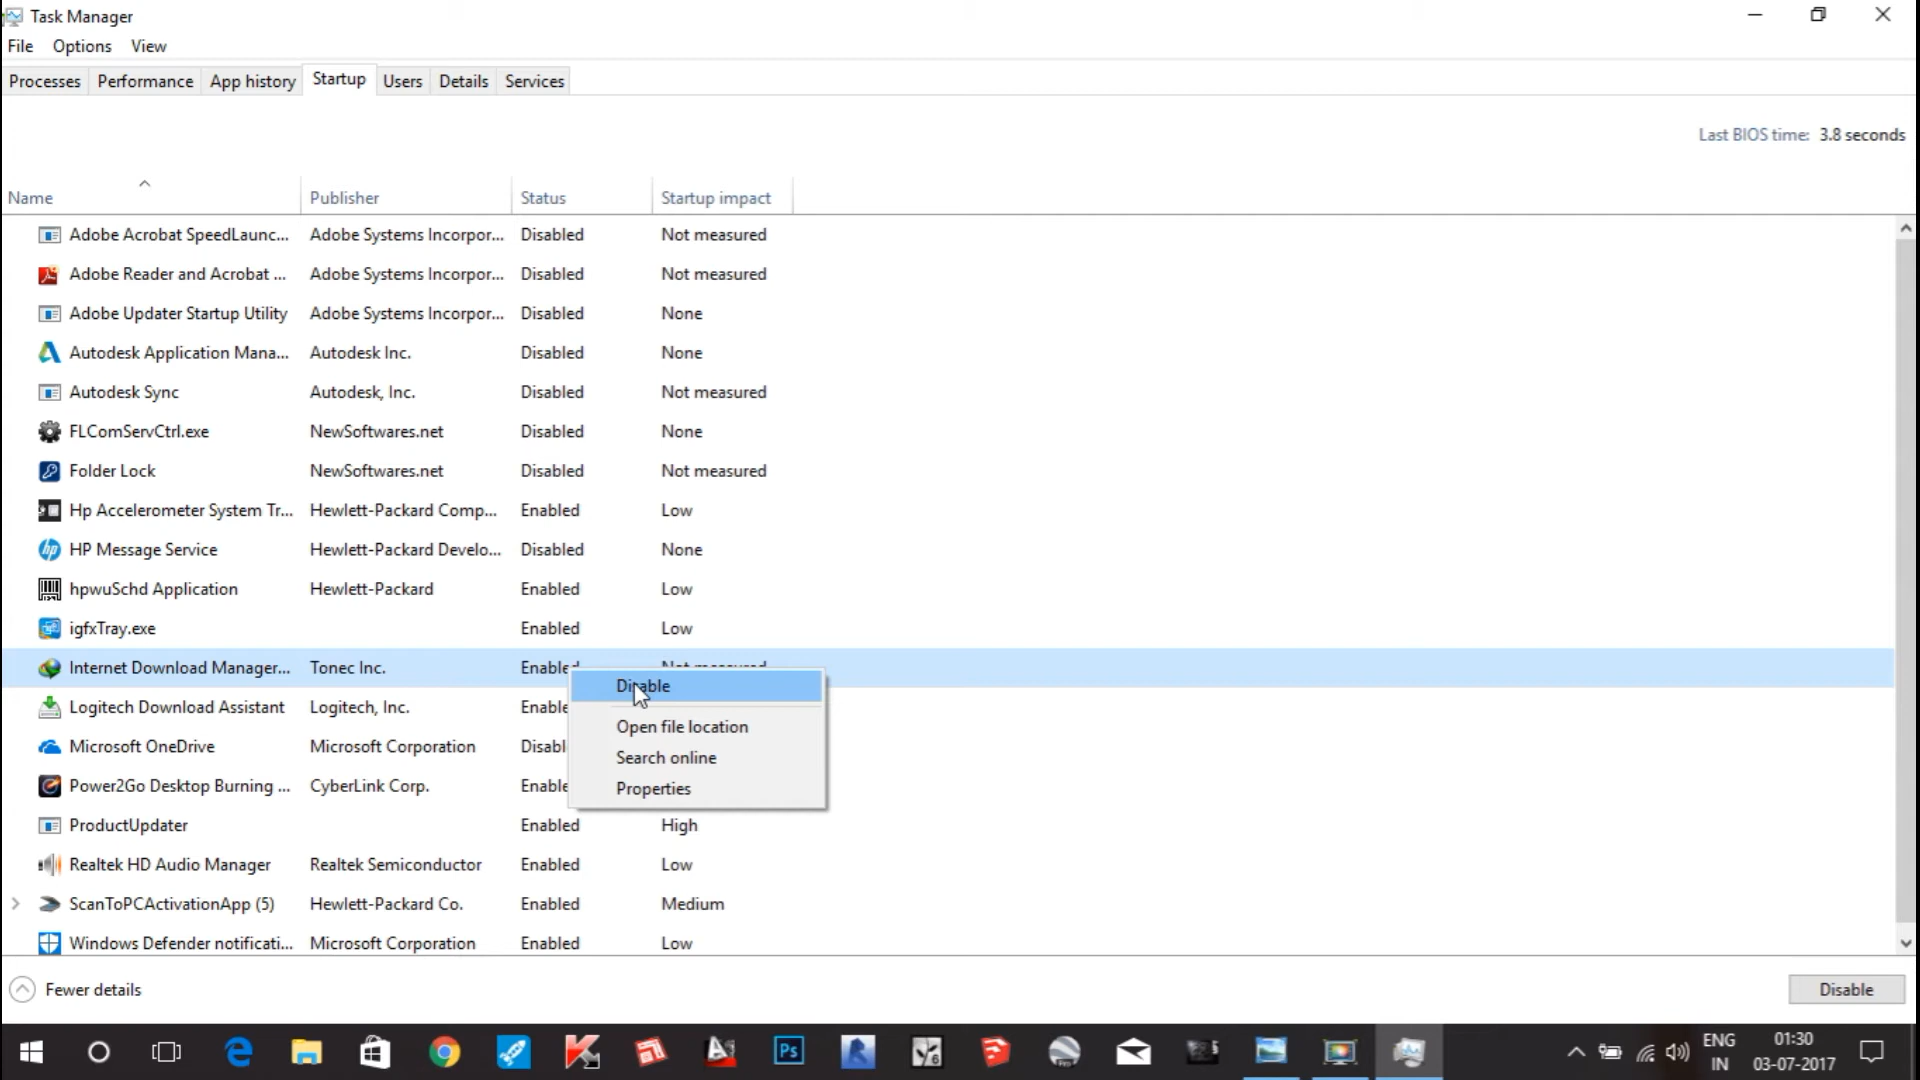 Task Manager
File Options View
Processes Performance App history Startup Users Details Services
Last BIOS time: 3.8 seconds
Name Publisher Status Startup impact
Adobe Acrobat SpeedLaunc... Adobe Systems Incorpor... Disabled Not measured
Adobe Reader and Acrobat ... Adobe Systems Incorpor... Disabled Not measured
Adobe Updater Startup Utility Adobe Systems Incorpor... Disabled None
Autodesk Application Mana... Autodesk Inc. Disabled None
Autodesk Sync Autodesk, Inc. Disabled Not measured
FLComServCtrl.exe NewSoftwares.net Disabled None
Folder Lock NewSoftwares.net Disabled Not measured
Hp Accelerometer System Tr... Hewlett-Packard Comp... Enabled Low
HP Message Service Hewlett-Packard Develo... Disabled None
hpwuSchd Application Hewlett-Packard Enabled Low
igfxTray.exe Enabled Low
Internet Download Manager... Tonec Inc. Enabled Not measured
Disable
Logitech Download Assistant Logitech, Inc. Enable
Open file location
Microsoft OneDrive Microsoft Corporation Disabl
Search online
Power2Go Desktop Burning ... CyberLink Corp. Enable
Properties
ProductUpdater Enabled High
Realtek HD Audio Manager Realtek Semiconductor Enabled Low
ScanToPCActivationApp (5) Hewlett-Packard Co. Enabled Medium
Windows Defender notificati... Microsoft Corporation Enabled Low
Fewer details Disable
Ps
ENG 01:30
IN 03-07-2017